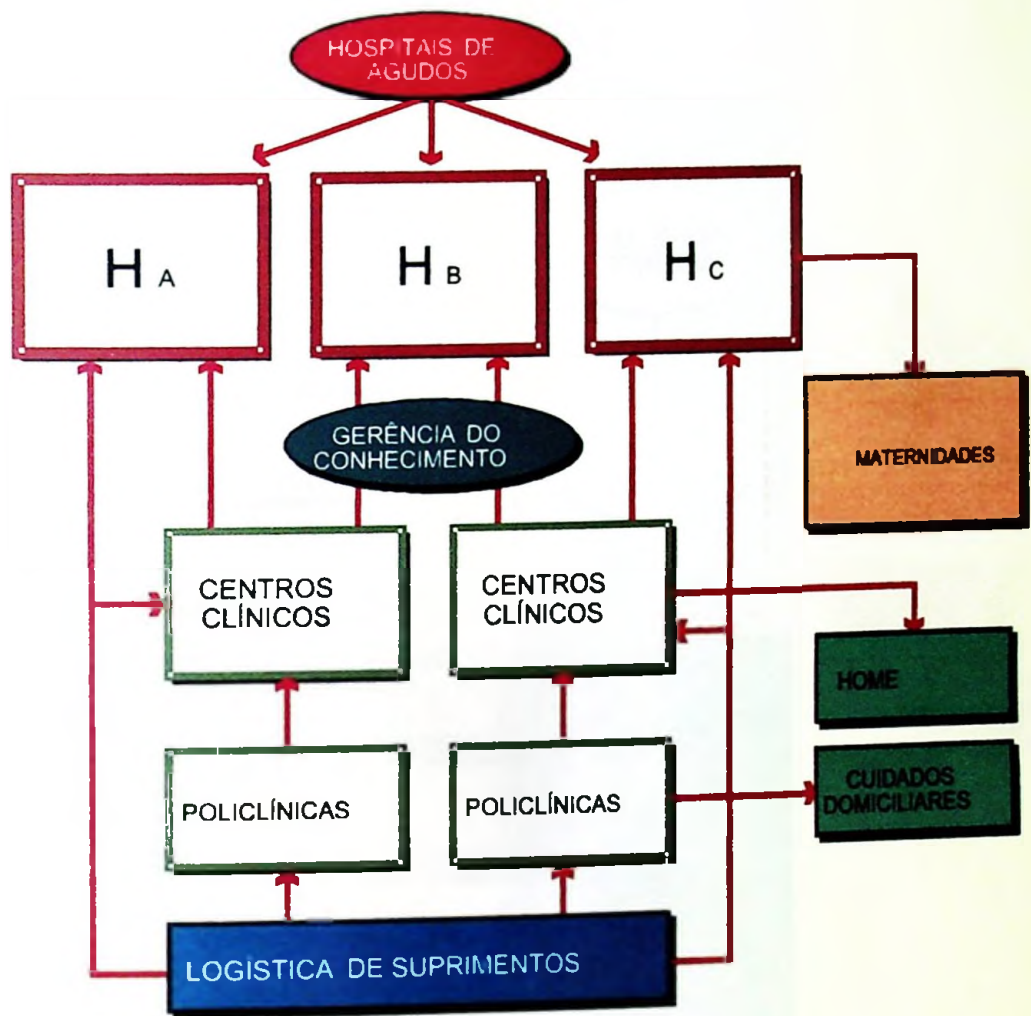 HOSPITAIS DE
AGUDOS
H A
H B
H C
GERÊNCIA DO
CONHECIMENTO
MATERNIDADES
CENTROS
CLÍNICOS
CENTROS
CLÍNICOS
HOME
POLICLÍNICAS
POLICLÍNICAS
CUIDADOS
DOMICILIARES
LOGISTICA DE SUPRIMENTOS